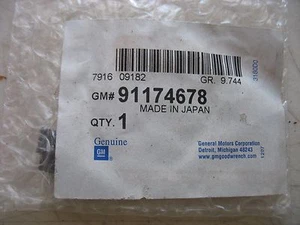 7916 09182 GR. 9.744
GM# 91174678
MADE IN JAPAN
QTY. 1
Genuine
GM
General Motors Corporation
Detroit, Michigan 48243
www.gmgoodwrench.com